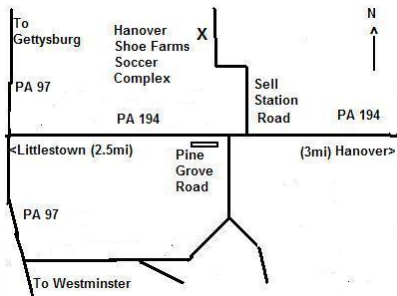 To
Gettysburg
Hanover
Shoe Farms
Soccer
Complex
X
N
PA 97
Sell
Station
Road
PA 194
PA 194
<Littlestown (2.5mi)
(3mi) Hanover>
Pine
Grove
Road
PA 97
To Westminster